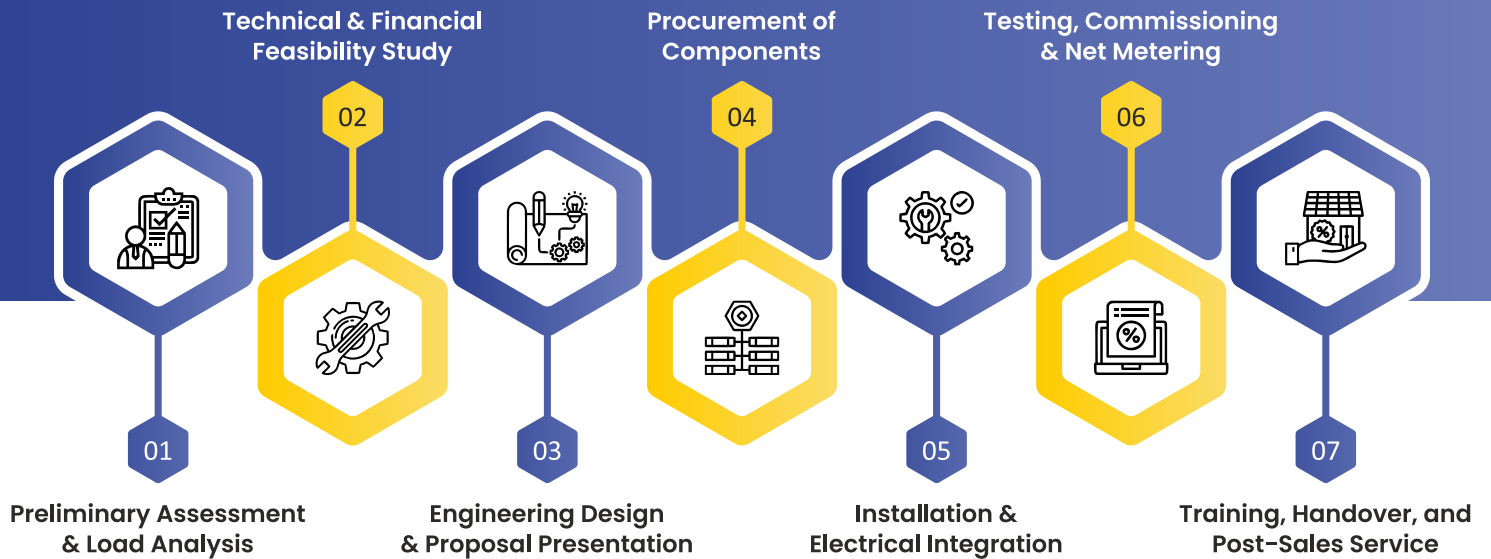 Technical & Financial
Feasibility Study
Procurement of
Components
Testing, Commissioning
& Net Metering
02
04
06
%
%
01
03
05
07
Preliminary Assessment
& Load Analysis
Engineering Design
& Proposal Presentation
Installation &
Electrical Integration
Training, Handover, and
Post-Sales Service